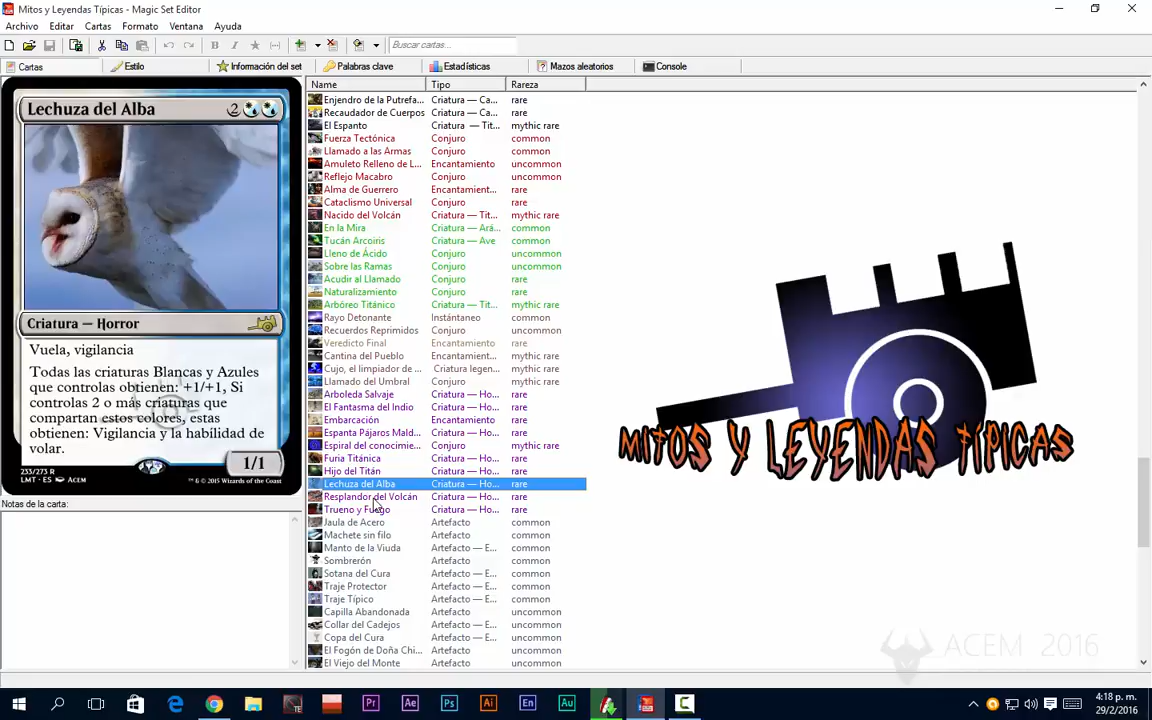 Mitos y Leyendas Típicas - Magic Set Editor
Archivo Editar Cartas Formato Ventana Ayuda
B I Buscar cartas...
Cartas Estilo Información del set Palabras clave Estadísticas Mazos aleatorios Console
Lechuza del Alba 2
Criatura — Horror
Vuela, vigilancia
Todas las criaturas Blancas y Azules
que controlas obtienen: +1/+1, Si
controlas 2 o más criaturas que
compartan estos colores, estas
obtienen: Vigilancia y la habilidad de
volar.
1/1
233/273 R
LMT • ES ACEM ™ & © 2015 Wizards of the Coast
Notas de la carta:
Name Tipo Rareza
Enjendro de la Putrefa... Criatura — Ca... rare
Recaudador de Cuerpos Criatura — Ca... rare
El Espanto Criatura — Tit... mythic rare
Fuerza Tectónica Conjuro common
Llamado a las Armas Conjuro common
Amuleto Relleno de L... Encantamiento uncommon
Reflejo Macabro Conjuro uncommon
Alma de Guerrero Encantamient... rare
Cataclismo Universal Conjuro rare
Nacido del Volcán Criatura — Tit... mythic rare
En la Mira Criatura — Ará... common
Tucán Arcoiris Criatura — Ave common
Lleno de Ácido Conjuro uncommon
Sobre las Ramas Conjuro uncommon
Acudir al Llamado Conjuro rare
Naturalizamiento Conjuro rare
Arbóreo Titánico Criatura — Tit... mythic rare
Rayo Detonante Instántaneo common
Recuerdos Reprimidos Conjuro uncommon
Veredicto Final Encantamiento rare
Cantina del Pueblo Encantamient... mythic rare
Cujo, el limpiador de ... Criatura legen... mythic rare
Llamado del Umbral Conjuro mythic rare
Arboleda Salvaje Criatura — Ho... rare
El Fantasma del Indio Criatura — Ho... rare
Embarcación Encantamiento rare
Espanta Pájaros Mald... Criatura — Ho... rare
Espiral del conocimie... Conjuro mythic rare
Furia Titánica Criatura — Ho... rare
Hijo del Titán Criatura — Ho... rare
Lechuza del Alba Criatura — Ho... rare
Resplandor del Volcán Criatura — Ho... rare
Trueno y Fuego Criatura — Ho... rare
Jaula de Acero Artefacto common
Machete sin filo Artefacto common
Manto de la Viuda Artefacto — E... common
Sombrerón Artefacto common
Sotana del Cura Artefacto — E... common
Traje Protector Artefacto — E... common
Traje Típico Artefacto — E... common
Capilla Abandonada Artefacto uncommon
Collar del Cadejos Artefacto — E... uncommon
Copa del Cura Artefacto — E... uncommon
El Fogón de Doña Chi... Artefacto uncommon
El Viejo del Monte Artefacto uncommon
MITOS Y LEYENDAS TÍPICAS
ACEM 2016
4:18 p. m.
29/2/2016